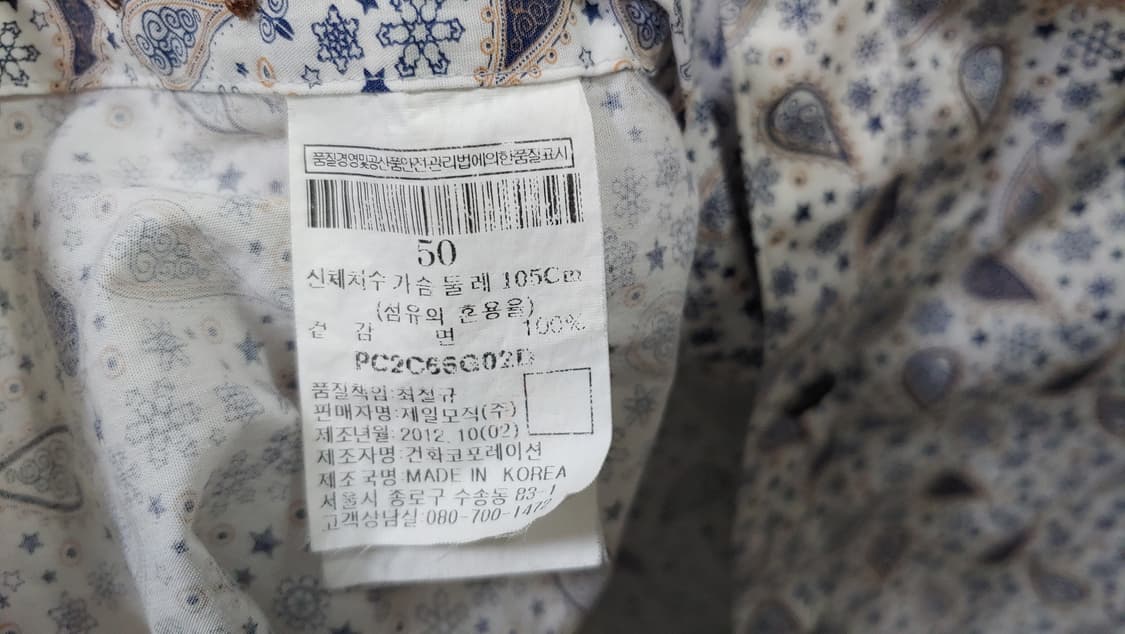 품질경영및공산품안전관리법에의한품질표시
50
신체치수 가슴 둘레 105Cm
(섬유의 혼용율)
겉 감 면 100%
PC2C66G02D
품질책임:최철규
판매자명:제일모직(주)
제조년월:2012. 10(02)
제조자명:건화코포레이션
제조국명:MADE IN KOREA
서울시 종로구 수송동 83-1
고객상담실:080-700-1472